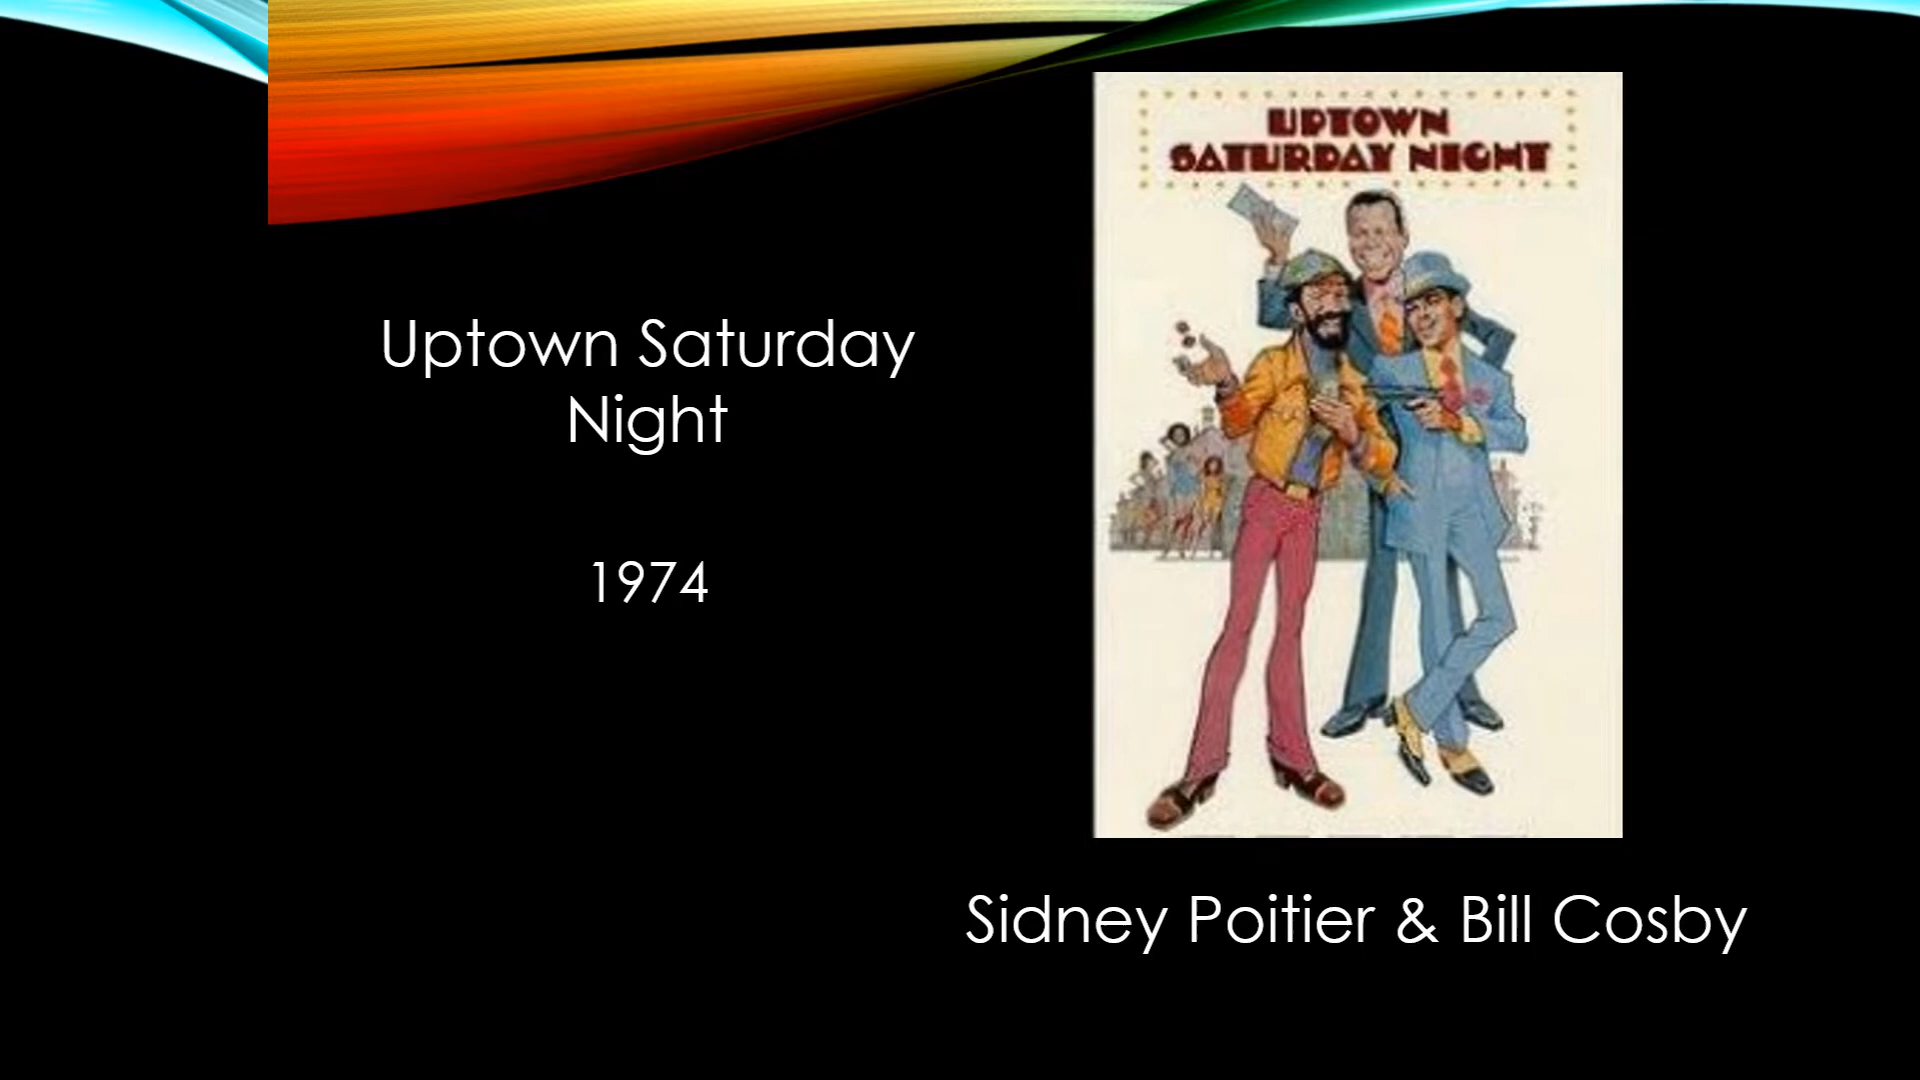 Uptown Saturday
Night
1974
UPTOWN
SATURDAY NIGHT
Sidney Poitier & Bill Cosby